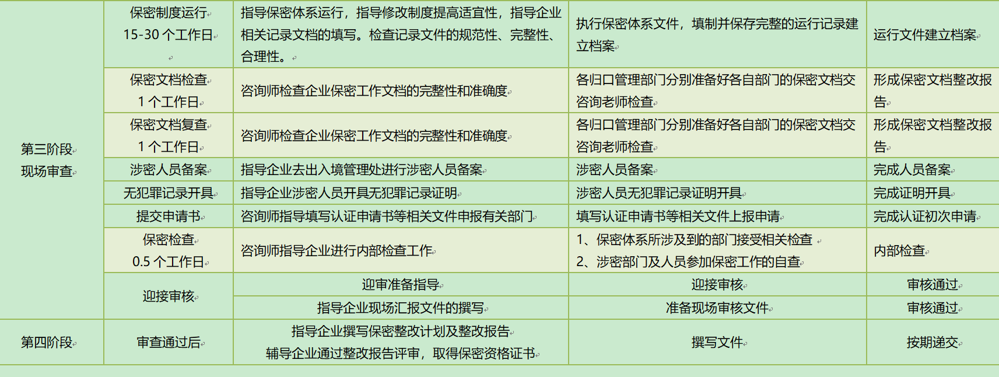 第三阶段
现场审查
保密制度运行
15-30 个工作日
指导保密体系运行，指导修改制度提高适宜性，指导企业
相关记录文档的填写。检查记录文件的规范性、完整性、
合理性。
执行保密体系文件，填制并保存完整的运行记录建
立档案
运行文件建立档案
保密文档检查
1 个工作日
咨询师检查企业保密工作文档的完整性和准确度
各归口管理部门分别准备好各自部门的保密文档交
咨询老师检查
形成保密文档整改报
告
保密文档复查
1 个工作日
咨询师检查企业保密工作文档的完整性和准确度
各归口管理部门分别准备好各自部门的保密文档交
咨询老师检查
形成保密文档整改报
告
涉密人员备案
指导企业去出入境管理处进行涉密人员备案
涉密人员备案
完成人员备案
无犯罪记录开具
指导企业涉密人员开具无犯罪记录证明
涉密人员无犯罪记录证明开具
完成证明开具
提交申请书
咨询师指导填写认证申请书等相关文件申报有关部门
填写认证申请书等相关文件上报申请
完成认证初次申请
保密检查
0.5 个工作日
咨询师指导企业进行内部检查工作
1、保密体系所涉及到的部门接受相关检查
2、涉密部门及人员参加保密工作的自查
内部检查
迎接审核
迎审准备指导
迎接审核
审核通过
指导企业现场汇报文件的撰写
准备现场审核文件
审核通过
第四阶段
审查通过后
指导企业撰写保密整改计划及整改报告
辅导企业通过整改报告评审，取得保密资格证书
撰写文件
按期递交